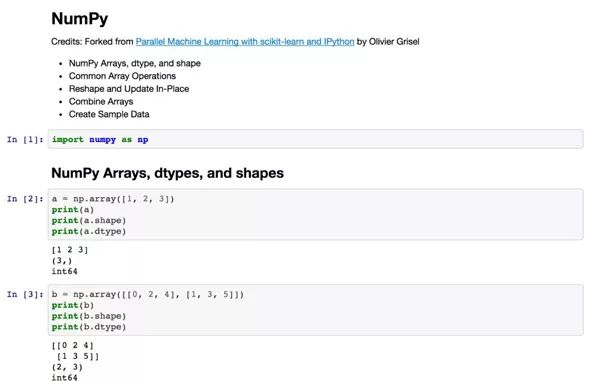 NumPy
Credits: Forked from Parallel Machine Learning with scikit-learn and IPython by Olivier Grisel
• NumPy Arrays, dtype, and shape
• Common Array Operations
• Reshape and Update In-Place
• Combine Arrays
• Create Sample Data
In [1]: import numpy as np
NumPy Arrays, dtypes, and shapes
In [2]: a = np.array([1, 2, 3])
print(a)
print(a.shape)
print(a.dtype)
[1 2 3]
(3,)
int64
In [3]: b = np.array([[0, 2, 4], [1, 3, 5]])
print(b)
print(b.shape)
print(b.dtype)
[[0 2 4]
 [1 3 5]]
(2, 3)
int64